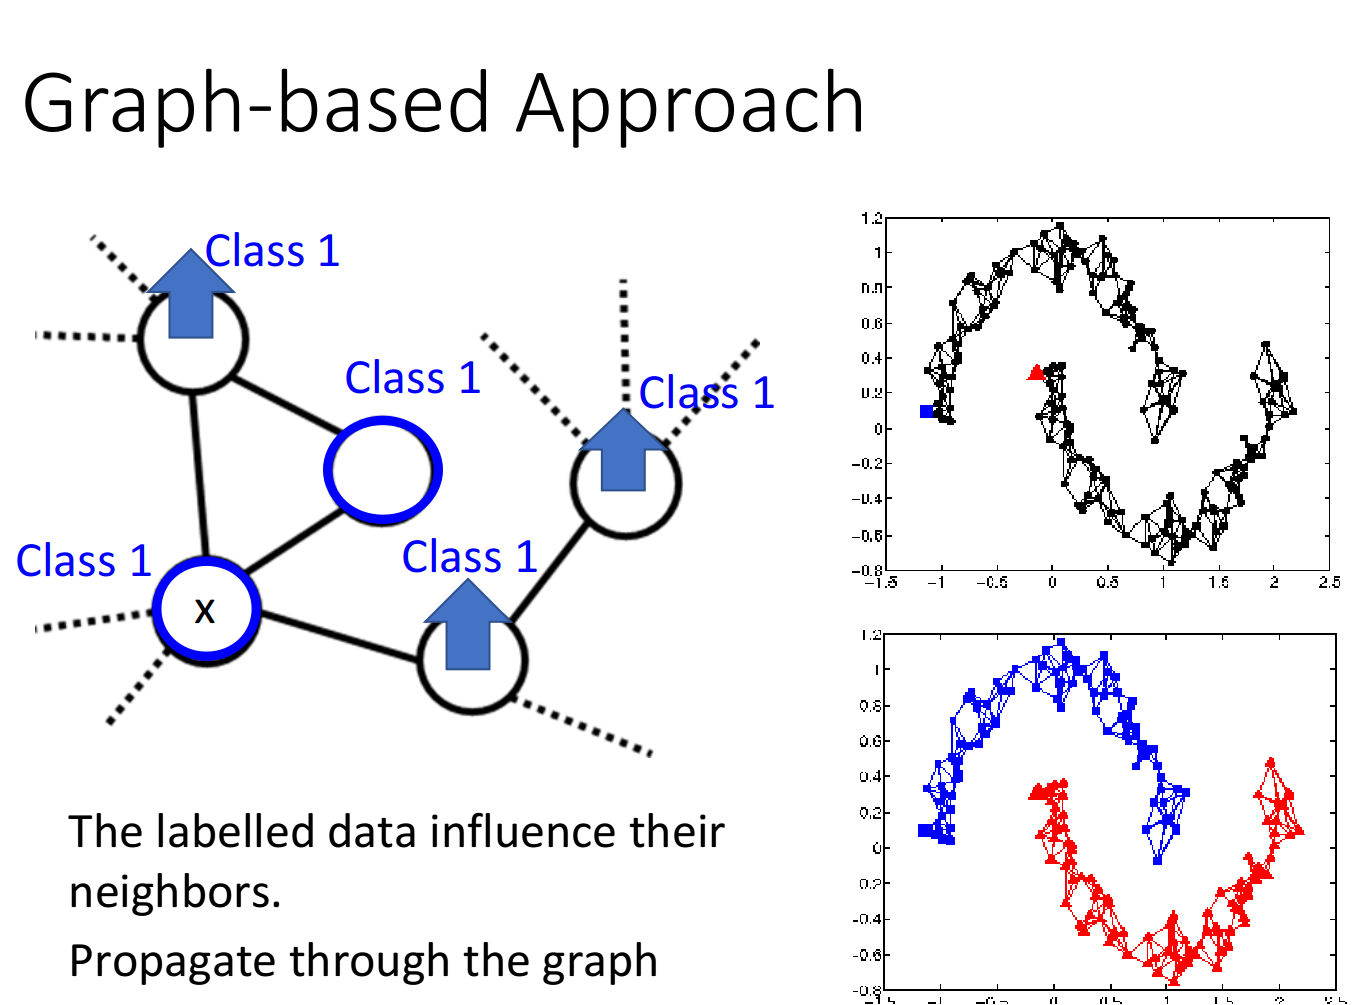 Graph-based Approach
Class 1
Class 1
Class 1
Class 1
Class 1
x
The labelled data influence their
neighbors.
Propagate through the graph
1.2
1
0.8
0.6
0.4
0.2
0
-0.2
-0.4
-0.6
-0.8
-1.5 -1 -0.5 0 0.5 1 1.5 2 2.5
1.2
1
0.8
0.6
0.4
0.2
0
0.2
-0.4
-0.6
-0.8